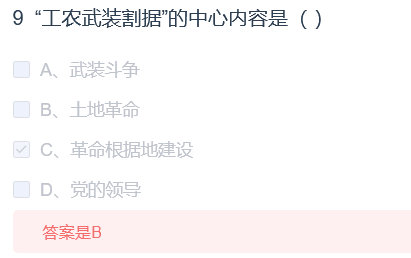 9 “工农武装割据”的中心内容是（ ）
A、武装斗争
B、土地革命
C、革命根据地建设
D、党的领导
答案是B